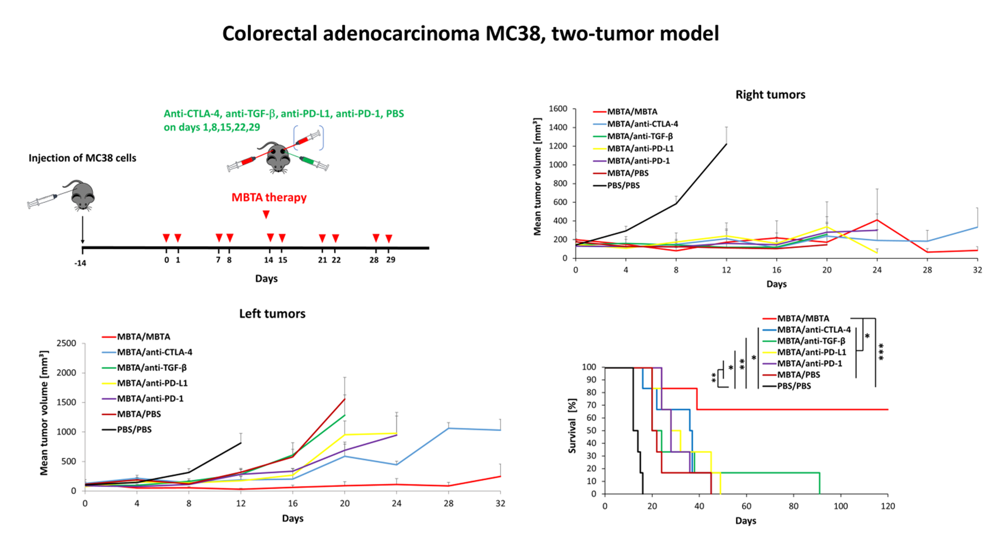 Colorectal adenocarcinoma MC38, two-tumor model
Anti-CTLA-4, anti-TGF-β, anti-PD-L1, anti-PD-1, PBS
on days 1,8,15,22,29
Injection of MC38 cells
MBTA therapy
-14
0 1 7 8 14 15 21 22 28 29
Days
Right tumors
Mean tumor volume [mm³]
1600
1400
1200
1000
800
600
400
200
0
MBTA/MBTA
MBTA/anti-CTLA-4
MBTA/anti-TGF-β
MBTA/anti-PD-L1
MBTA/anti-PD-1
MBTA/PBS
PBS/PBS
0 4 8 12 16 20 24 28 32
Days
Left tumors
Mean tumor volume [mm³]
2500
2000
1500
1000
500
0
MBTA/MBTA
MBTA/anti-CTLA-4
MBTA/anti-TGF-β
MBTA/anti-PD-L1
MBTA/anti-PD-1
MBTA/PBS
PBS/PBS
0 4 8 12 16 20 24 28 32
Days
MBTA/MBTA
MBTA/anti-CTLA-4
MBTA/anti-TGF-β
MBTA/anti-PD-L1
MBTA/anti-PD-1
MBTA/PBS
PBS/PBS
**
*
**
*
*
***
Survival [%]
100
90
80
70
60
50
40
30
20
10
0
0 20 40 60 80 100 120
Days